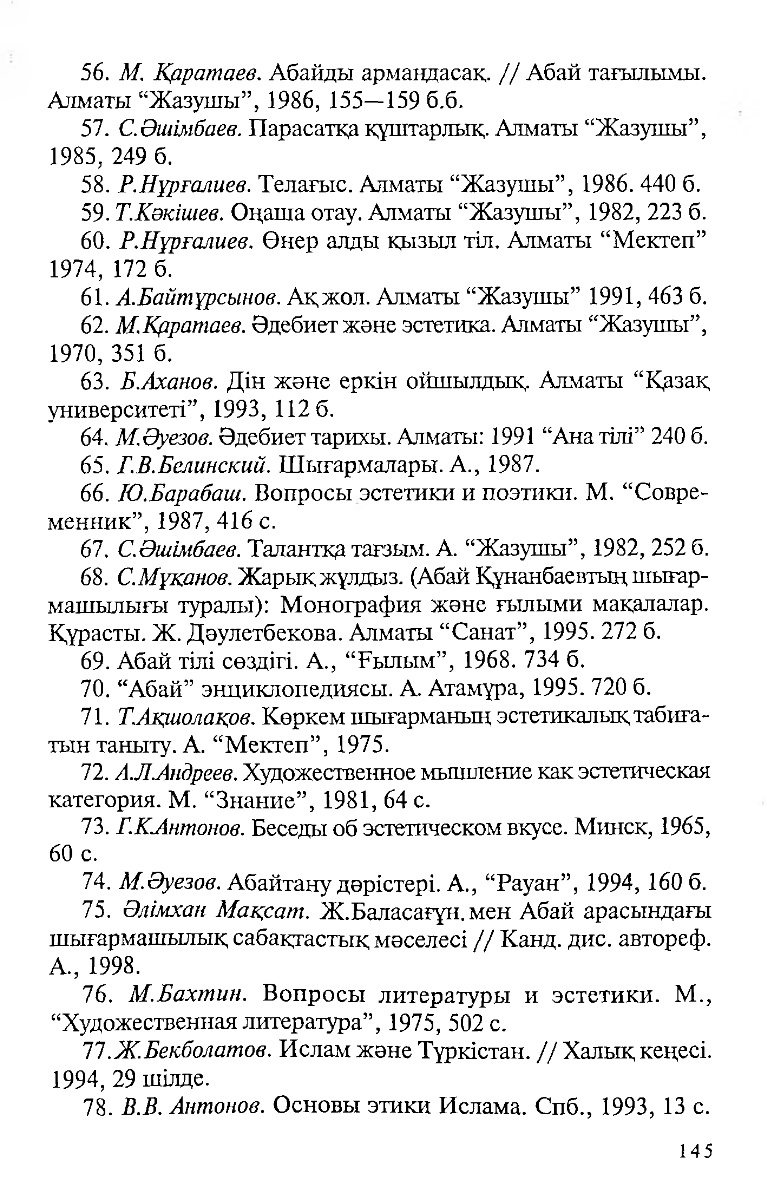 56. М. Қаратаев. Абайды армандасақ. // Абай тағылымы.
Алматы “Жазушы”, 1986, 155—159 б.б.
57. С.Әшімбаев. Парасатқа құштарлық. Алматы “Жазушы”,
1985, 249 б.
58. Р.Нұрғалиев. Телағыс. Алматы “Жазушы”, 1986. 440 б.
59. Т.Кәкішев. Оңаша отау. Алматы “Жазушы”, 1982, 223 б.
60. Р.Нұрғалиев. Өнер алды қызыл тіл. Алматы “Мектеп”
1974, 172 б.
61. А.Байтұрсынов. Ақ жол. Алматы “Жазушы” 1991, 463 б.
62. М.Қаратаев. Әдебиет және эстетика. Алматы “Жазушы”,
1970, 351 б.
63. Б.Аханов. Дін және еркін ойшылдық. Алматы “Қазақ
университеті”, 1993, 112 б.
64. М.Әуезов. Әдебиет тарихы. Алматы: 1991 “Ана тілі” 240 б.
65. Г.В.Белинский. Шығармалары. А., 1987.
66. Ю.Барабаш. Вопросы эстетики и поэтики. М. “Совре-
менник”, 1987, 416 с.
67. С.Әшімбаев. Талантқа тағзым. А. “Жазушы”, 1982, 252 б.
68. С.Мұқанов. Жарық жұлдыз. (Абай Құнанбаевтың шығар-
машылығы туралы): Монография және ғылыми мақалалар.
Құрасты. Ж. Дәулетбекова. Алматы “Санат”, 1995. 272 б.
69. Абай тілі сөздігі. А., “Ғылым”, 1968. 734 б.
70. “Абай” энциклопедиясы. А. Атамұра, 1995. 720 б.
71. Т.Ақшолақов. Көркем шығарманың эстетикалық табиға-
тын таныту. А. “Мектеп”, 1975.
72. А.Л.Андреев. Художественное мышление как эстетическая
категория. М. “Знание”, 1981, 64 с.
73. Г.К.Антонов. Беседы об эстетическом вкусе. Минск, 1965,
60 с.
74. М.Әуезов. Абайтану дәрістері. А., “Рауан”, 1994, 160 б.
75. Әлімхан Мақсат. Ж.Баласағұн. мен Абай арасындағы
шығармашылық сабақтастық мәселесі // Канд. дис. автореф.
А., 1998.
76. М.Бахтин. Вопросы литературы и эстетики. М.,
“Художественная литература”, 1975, 502 с.
77.Ж.Бекболатов. Ислам және Түркістан. // Халық кеңесі.
1994, 29 шілде.
78. В.В. Антонов. Основы этики Ислама. Спб., 1993, 13 с.
145